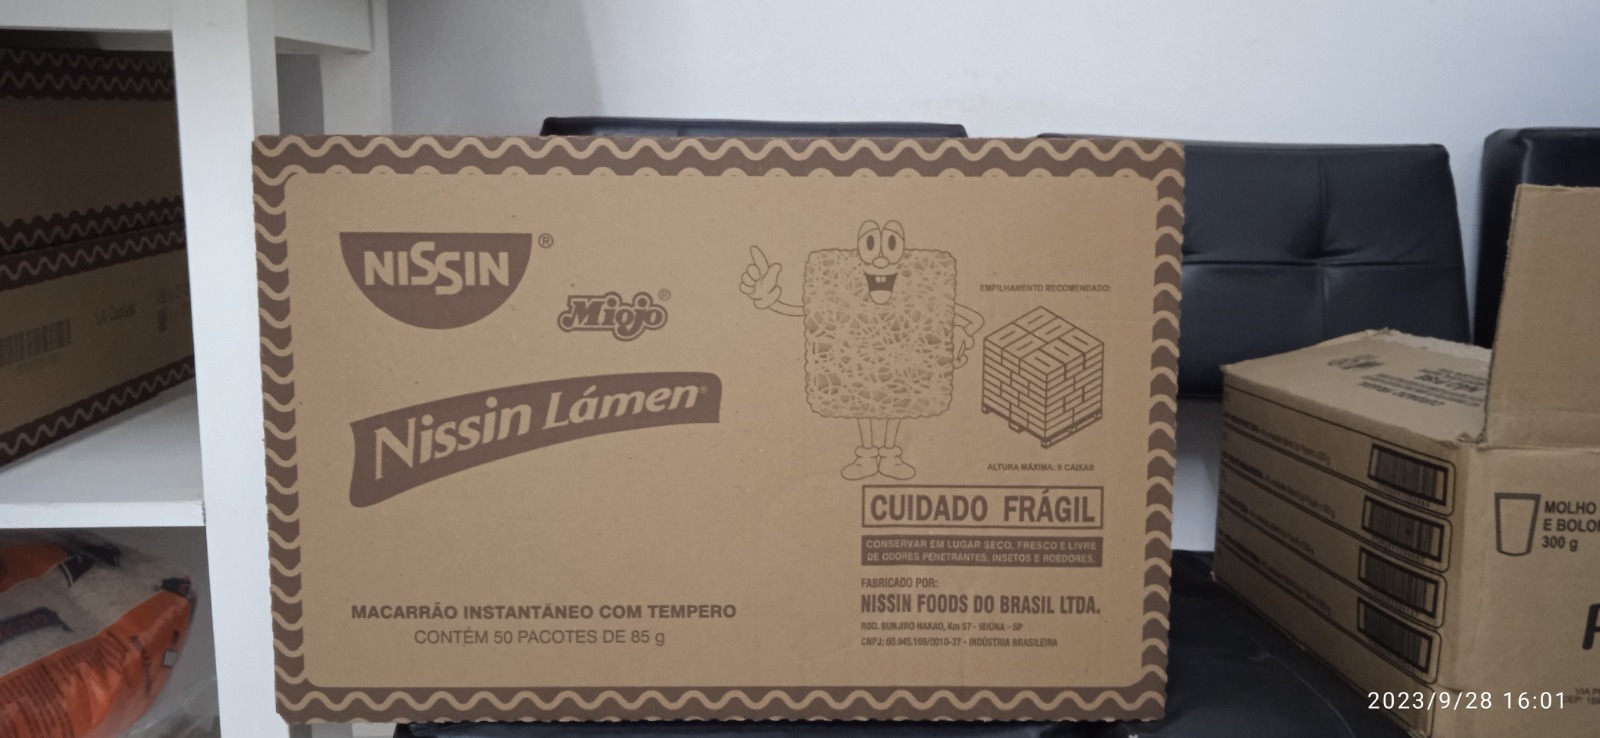 NISSIN®
Miojo®
Nissin Lámen®
EMPILHAMENTO RECOMENDADO:
ALTURA MÁXIMA: 8 CAIXAS
CUIDADO FRÁGIL
CONSERVAR EM LUGAR SECO, FRESCO E LIVRE
DE ODORES PENETRANTES, INSETOS E ROEDORES.
FABRICADO POR:
NISSIN FOODS DO BRASIL LTDA.
ROD. BUNJIRO NAKAO, Km 57 - IBIÚNA - SP
CNPJ: 60.945.169/0010-37 - INDÚSTRIA BRASILEIRA
MACARRÃO INSTANTÂNEO COM TEMPERO
CONTÉM 50 PACOTES DE 85 g
MOLHO
E BOLO
300 g
2023/9/28 16:01